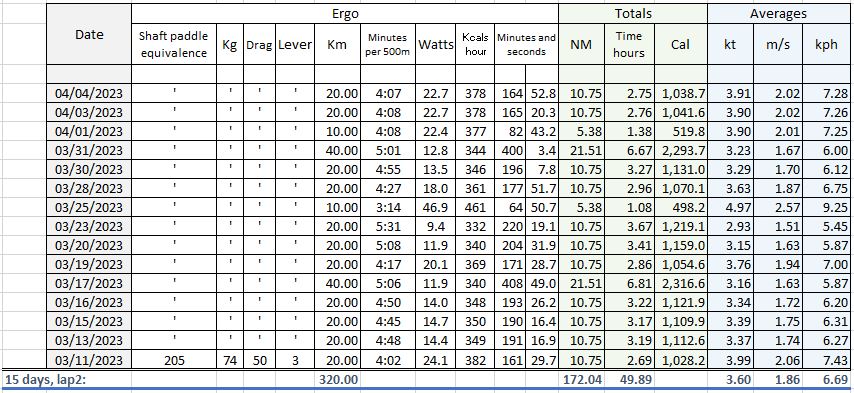 Ergo Totals Averages
Date Shaft paddle equivalence Kg Drag Lever Km Minutes per 500m Watts Kcals hour Minutes and seconds NM Time hours Cal kt m/s kph
04/04/2023 ' ' ' ' 20.00 4:07 22.7 378 164 52.8 10.75 2.75 1,038.7 3.91 2.02 7.28
04/03/2023 ' ' ' ' 20.00 4:08 22.7 378 165 20.3 10.75 2.76 1,041.6 3.90 2.02 7.26
04/01/2023 ' ' ' ' 10.00 4:08 22.4 377 82 43.2 5.38 1.38 519.8 3.90 2.01 7.25
03/31/2023 ' ' ' ' 40.00 5:01 12.8 344 400 3.4 21.51 6.67 2,293.7 3.23 1.67 6.00
03/30/2023 ' ' ' ' 20.00 4:55 13.5 346 196 7.8 10.75 3.27 1,131.0 3.29 1.70 6.12
03/28/2023 ' ' ' ' 20.00 4:27 18.0 361 177 51.7 10.75 2.96 1,070.1 3.63 1.87 6.75
03/25/2023 ' ' ' ' 10.00 3:14 46.9 461 64 50.7 5.38 1.08 498.2 4.97 2.57 9.25
03/23/2023 ' ' ' ' 20.00 5:31 9.4 332 220 19.1 10.75 3.67 1,219.1 2.93 1.51 5.45
03/20/2023 ' ' ' ' 20.00 5:08 11.9 340 204 31.9 10.75 3.41 1,159.0 3.15 1.63 5.87
03/19/2023 ' ' ' ' 20.00 4:17 20.1 369 171 28.7 10.75 2.86 1,054.6 3.76 1.94 7.00
03/17/2023 ' ' ' ' 40.00 5:06 11.9 340 408 49.0 21.51 6.81 2,316.6 3.16 1.63 5.87
03/16/2023 ' ' ' ' 20.00 4:50 14.0 348 193 26.2 10.75 3.22 1,121.9 3.34 1.72 6.20
03/15/2023 ' ' ' ' 20.00 4:45 14.7 350 190 16.4 10.75 3.17 1,109.9 3.39 1.75 6.31
03/13/2023 ' ' ' ' 20.00 4:48 14.4 349 191 16.9 10.75 3.19 1,112.6 3.37 1.74 6.27
03/11/2023 205 74 50 3 20.00 4:02 24.1 382 161 29.7 10.75 2.69 1,028.2 3.99 2.06 7.43
15 days, lap2: 320.00 172.04 49.89 3.60 1.86 6.69